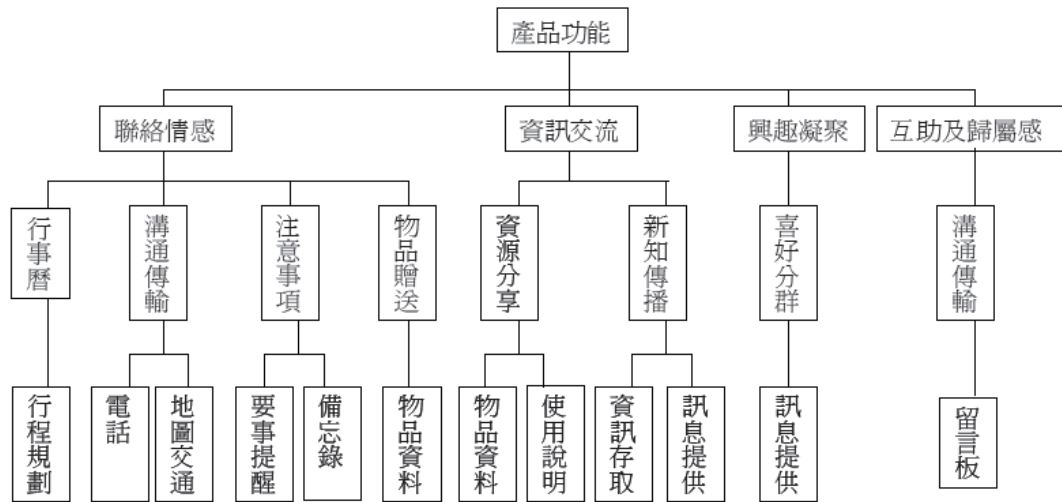 產品功能
聯絡情感
資訊交流
興趣凝聚
互助及歸屬感
行事曆
溝通傳輸
注意事項
物品贈送
資源分享
新知傳播
喜好分群
溝通傳輸
行程規劃
電話
地圖交通
要事提醒
備忘錄
物品資料
物品資料
使用說明
資訊存取
訊息提供
訊息提供
留言板